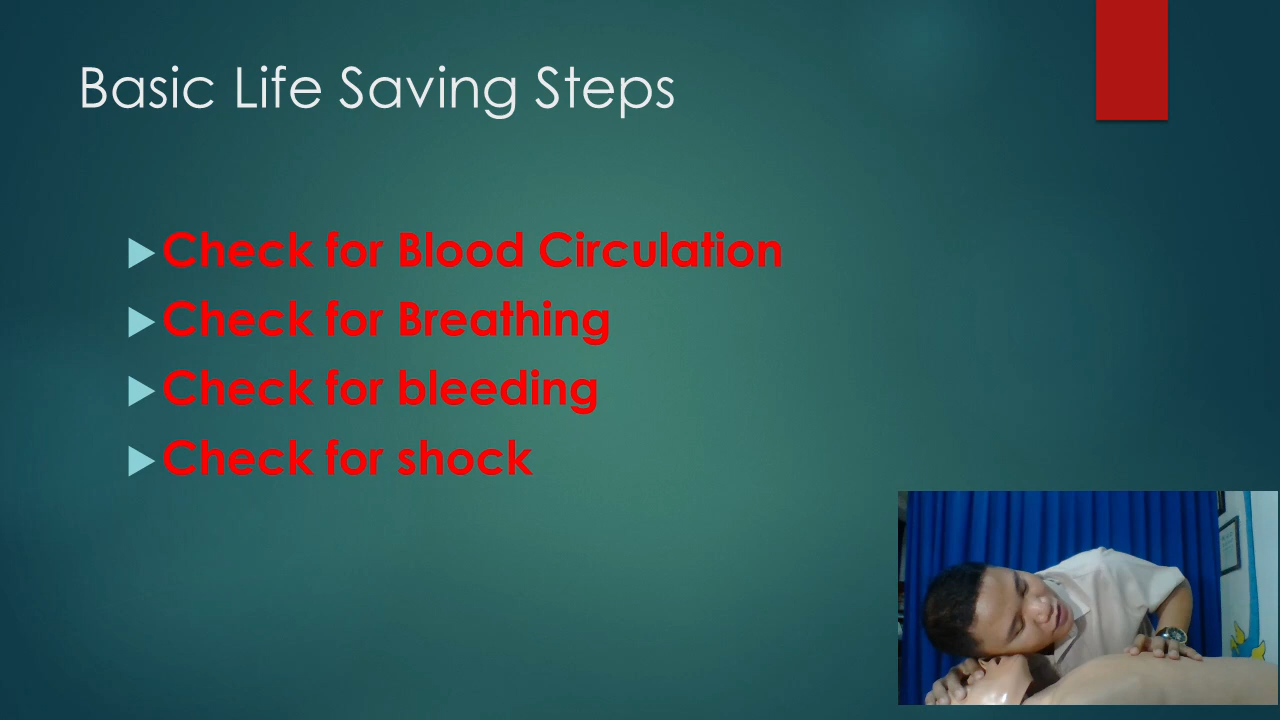 Basic Life Saving Steps
Check for Blood Circulation
Check for Breathing
Check for bleeding
Check for shock